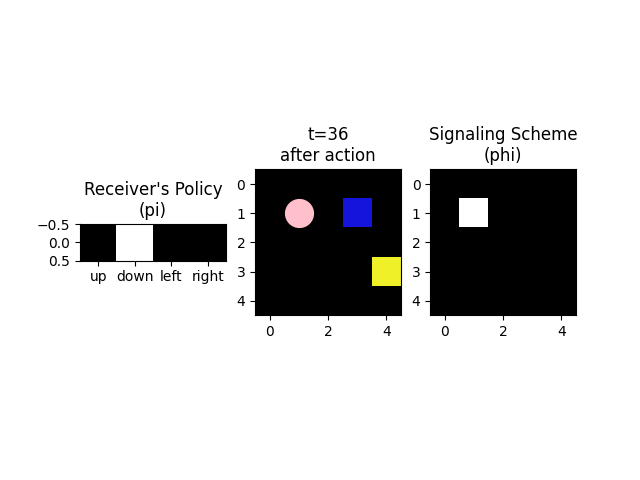 Receiver's Policy
(pi)
−0.5
0.0
0.5
up down left right
t=36
after action
0
1
2
3
4
0 2 4
Signaling Scheme
(phi)
0
1
2
3
4
0 2 4